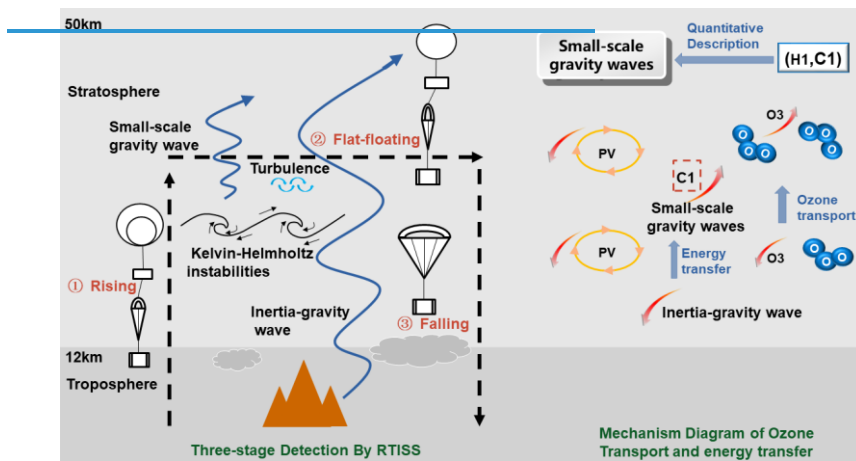 50km
Stratosphere
Small-scale
gravity wave
② Flat-floating
Turbulence
Kelvin-Helmholtz
instabilities
① Rising
Inertia-gravity
wave
③ Falling
12km
Troposphere
Three-stage Detection By RTISS
Small-scale
gravity waves
Quantitative
Description
(H1,C1)
PV
C1
Small-scale
gravity waves
O3
O O O
O O O
Ozone
transport
PV
Energy
transfer
O3
O O O
Inertia-gravity wave
Mechanism Diagram of Ozone
Transport and energy transfer